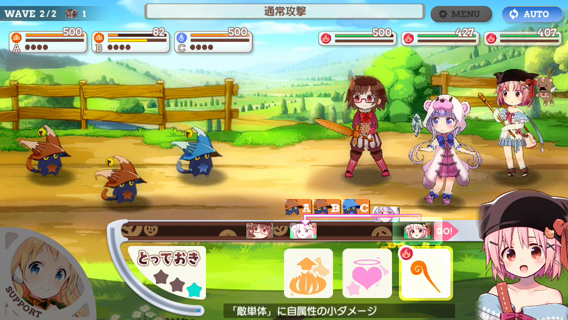 WAVE 2/2 1
通常攻撃
MENU
AUTO
500
82
500
500
427
407
A
B
C
A B C
GO!
とっておき
SUPPORT
「敵単体」に自属性の小ダメージ